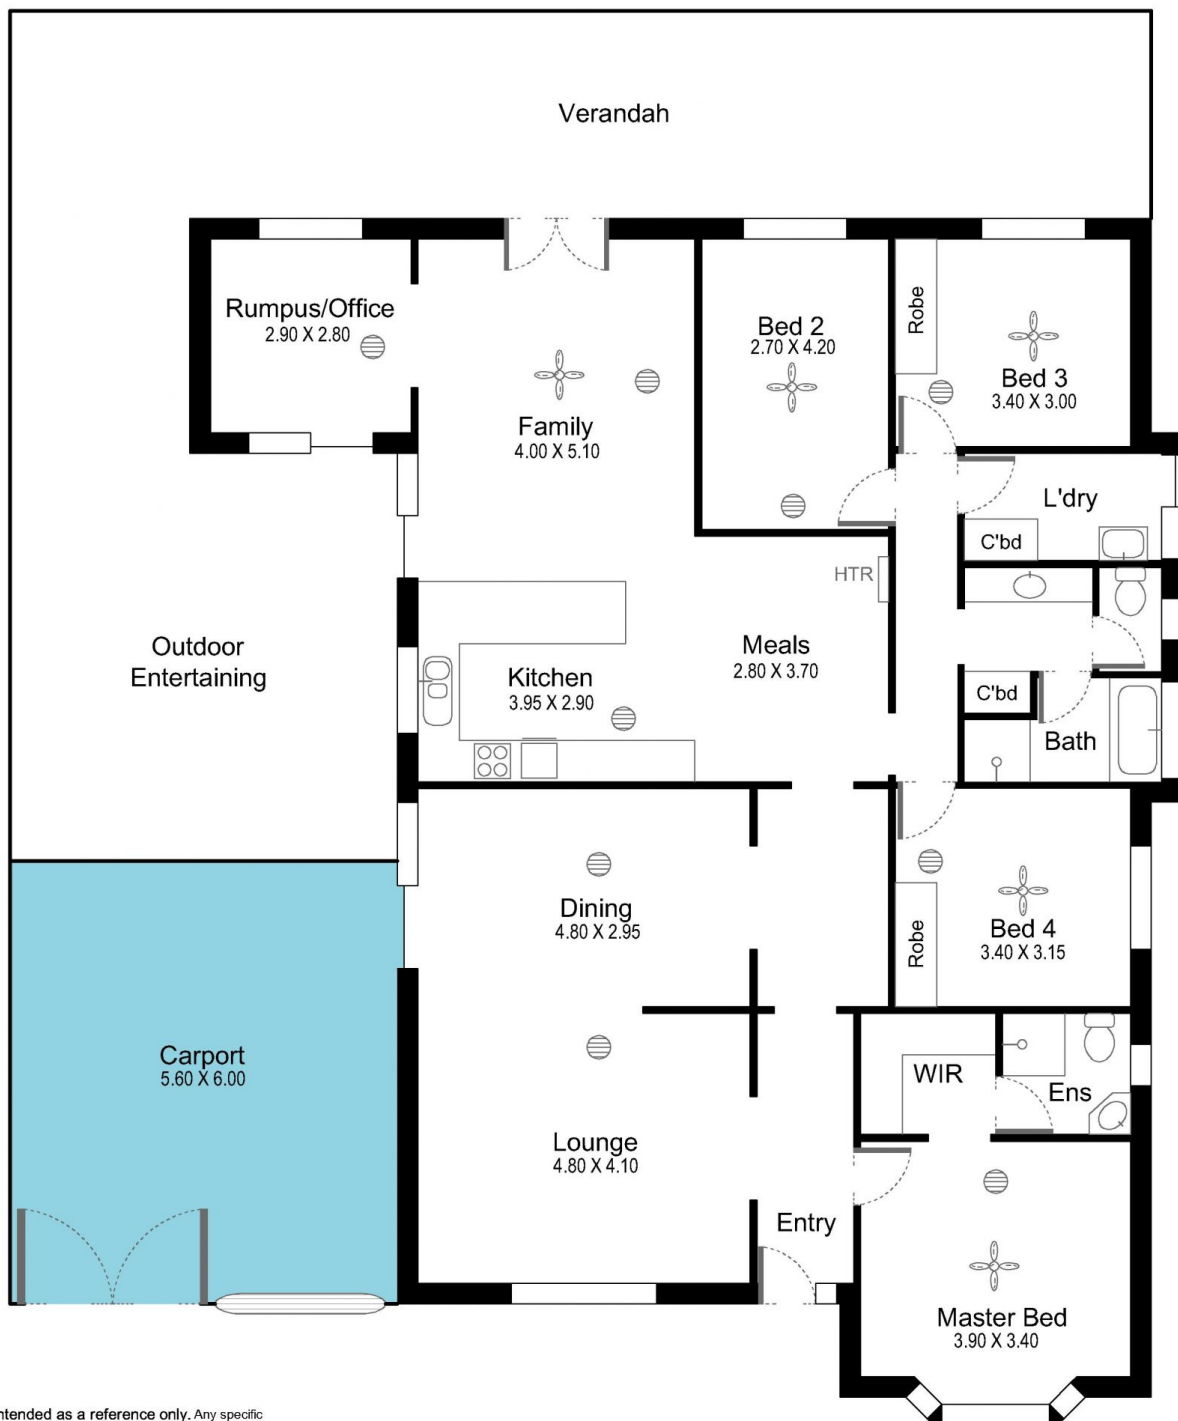 Verandah
Rumpus/Office
2.90 X 2.80
Family
4.00 X 5.10
Bed 2
2.70 X 4.20
Robe
Bed 3
3.40 X 3.00
L'dry
C'bd
HTR
Outdoor
Entertaining
Kitchen
3.95 X 2.90
Meals
2.80 X 3.70
C'bd
Bath
Dining
4.80 X 2.95
Robe
Bed 4
3.40 X 3.15
Carport
5.60 X 6.00
Lounge
4.80 X 4.10
WIR
Ens
Entry
Master Bed
3.90 X 3.40
ntended as a reference only. Any specific